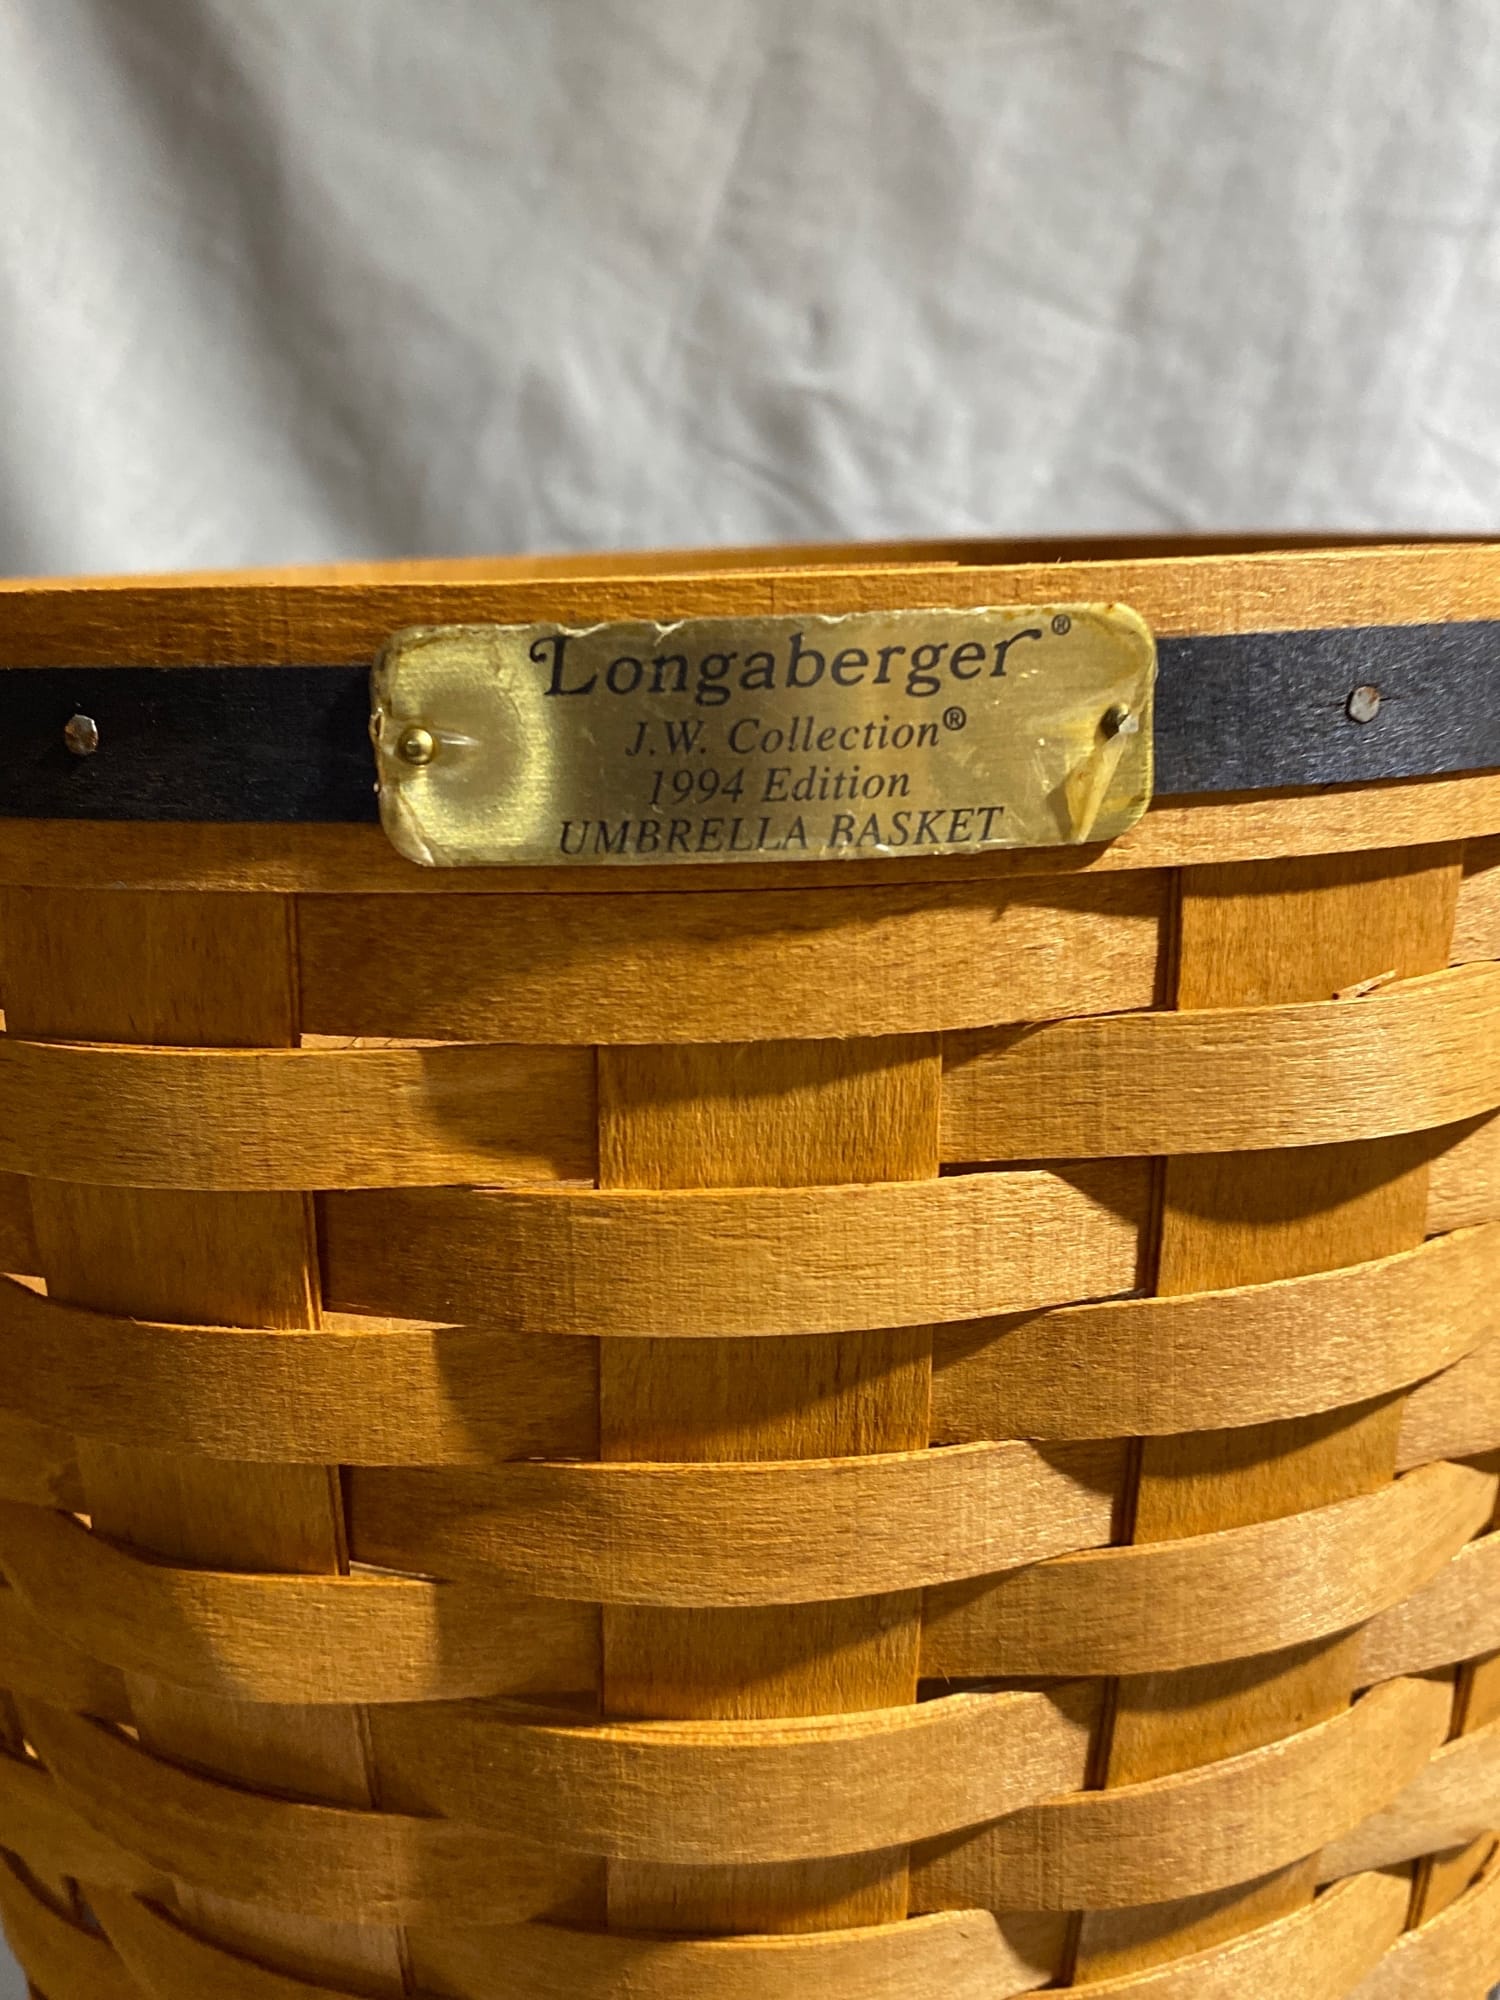 Longaberger®
J.W. Collection®
1994 Edition
UMBRELLA BASKET